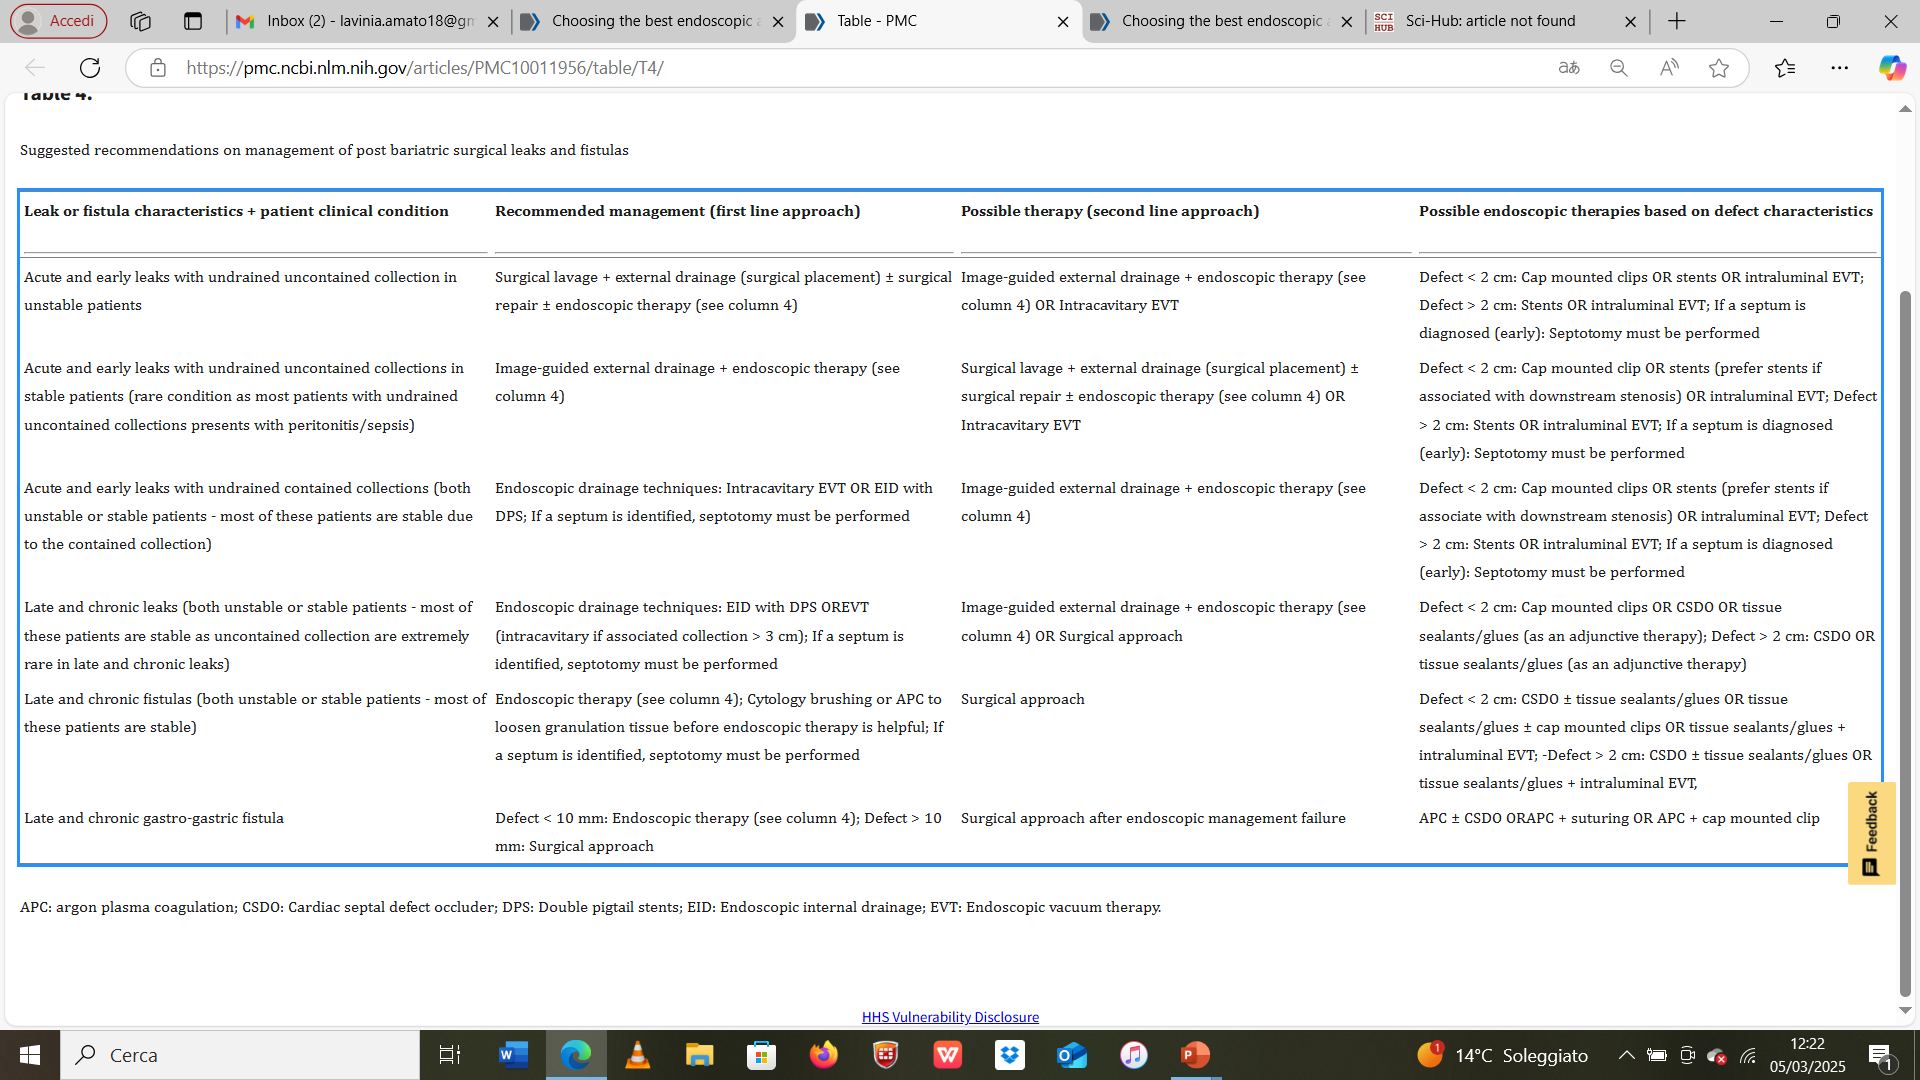 Accedi
Inbox (2) - lavinia.amato18@gm
Choosing the best endoscopic a
Table - PMC
Choosing the best endoscopic a
SCI HUB
Sci-Hub: article not found
https://pmc.ncbi.nlm.nih.gov/articles/PMC10011956/table/T4/
Table 4.
Suggested recommendations on management of post bariatric surgical leaks and fistulas
Leak or fistula characteristics + patient clinical condition
Recommended management (first line approach)
Possible therapy (second line approach)
Possible endoscopic therapies based on defect characteristics
Acute and early leaks with undrained uncontained collection in
unstable patients
Surgical lavage + external drainage (surgical placement) ± surgical
repair ± endoscopic therapy (see column 4)
Image-guided external drainage + endoscopic therapy (see
column 4) OR Intracavitary EVT
Defect < 2 cm: Cap mounted clips OR stents OR intraluminal EVT;
Defect > 2 cm: Stents OR intraluminal EVT; If a septum is
diagnosed (early): Septotomy must be performed
Acute and early leaks with undrained uncontained collections in
stable patients (rare condition as most patients with undrained
uncontained collections presents with peritonitis/sepsis)
Image-guided external drainage + endoscopic therapy (see
column 4)
Surgical lavage + external drainage (surgical placement) ±
surgical repair ± endoscopic therapy (see column 4) OR
Intracavitary EVT
Defect < 2 cm: Cap mounted clip OR stents (prefer stents if
associated with downstream stenosis) OR intraluminal EVT; Defect
> 2 cm: Stents OR intraluminal EVT; If a septum is diagnosed
(early): Septotomy must be performed
Acute and early leaks with undrained contained collections (both
unstable or stable patients - most of these patients are stable due
to the contained collection)
Endoscopic drainage techniques: Intracavitary EVT OR EID with
DPS; If a septum is identified, septotomy must be performed
Image-guided external drainage + endoscopic therapy (see
column 4)
Defect < 2 cm: Cap mounted clips OR stents (prefer stents if
associate with downstream stenosis) OR intraluminal EVT; Defect
> 2 cm: Stents OR intraluminal EVT; If a septum is diagnosed
(early): Septotomy must be performed
Late and chronic leaks (both unstable or stable patients - most of
these patients are stable as uncontained collection are extremely
rare in late and chronic leaks)
Endoscopic drainage techniques: EID with DPS OREVT
(intracavitary if associated collection > 3 cm); If a septum is
identified, septotomy must be performed
Image-guided external drainage + endoscopic therapy (see
column 4) OR Surgical approach
Defect < 2 cm: Cap mounted clips OR CSDO OR tissue
sealants/glues (as an adjunctive therapy); Defect > 2 cm: CSDO OR
tissue sealants/glues (as an adjunctive therapy)
Late and chronic fistulas (both unstable or stable patients - most of
these patients are stable)
Endoscopic therapy (see column 4); Cytology brushing or APC to
loosen granulation tissue before endoscopic therapy is helpful; If
a septum is identified, septotomy must be performed
Surgical approach
Defect < 2 cm: CSDO ± tissue sealants/glues OR tissue
sealants/glues ± cap mounted clips OR tissue sealants/glues +
intraluminal EVT; -Defect > 2 cm: CSDO ± tissue sealants/glues OR
tissue sealants/glues + intraluminal EVT,
Late and chronic gastro-gastric fistula
Defect < 10 mm: Endoscopic therapy (see column 4); Defect > 10
mm: Surgical approach
Surgical approach after endoscopic management failure
APC ± CSDO ORAPC + suturing OR APC + cap mounted clip
Feedback
APC: argon plasma coagulation; CSDO: Cardiac septal defect occluder; DPS: Double pigtail stents; EID: Endoscopic internal drainage; EVT: Endoscopic vacuum therapy.
HHS Vulnerability Disclosure
Cerca
14°C Soleggiato
12:22
05/03/2025